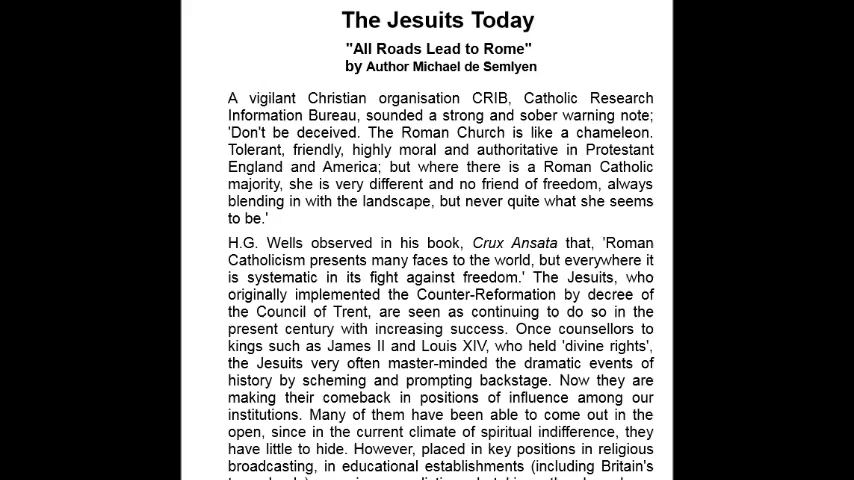 The Jesuits Today
"All Roads Lead to Rome"
by Author Michael de Semlyen
A vigilant Christian organisation CRIB, Catholic Research
Information Bureau, sounded a strong and sober warning note;
'Don't be deceived. The Roman Church is like a chameleon.
Tolerant, friendly, highly moral and authoritative in Protestant
England and America; but where there is a Roman Catholic
majority, she is very different and no friend of freedom, always
blending in with the landscape, but never quite what she seems
to be.'
H.G. Wells observed in his book, Crux Ansata that, 'Roman
Catholicism presents many faces to the world, but everywhere it
is systematic in its fight against freedom.' The Jesuits, who
originally implemented the Counter-Reformation by decree of
the Council of Trent, are seen as continuing to do so in the
present century with increasing success. Once counsellors to
kings such as James II and Louis XIV, who held 'divine rights',
the Jesuits very often master-minded the dramatic events of
history by scheming and prompting backstage. Now they are
making their comeback in positions of influence among our
institutions. Many of them have been able to come out in the
open, since in the current climate of spiritual indifference, they
have little to hide. However, placed in key positions in religious
broadcasting, in educational establishments (including Britain's